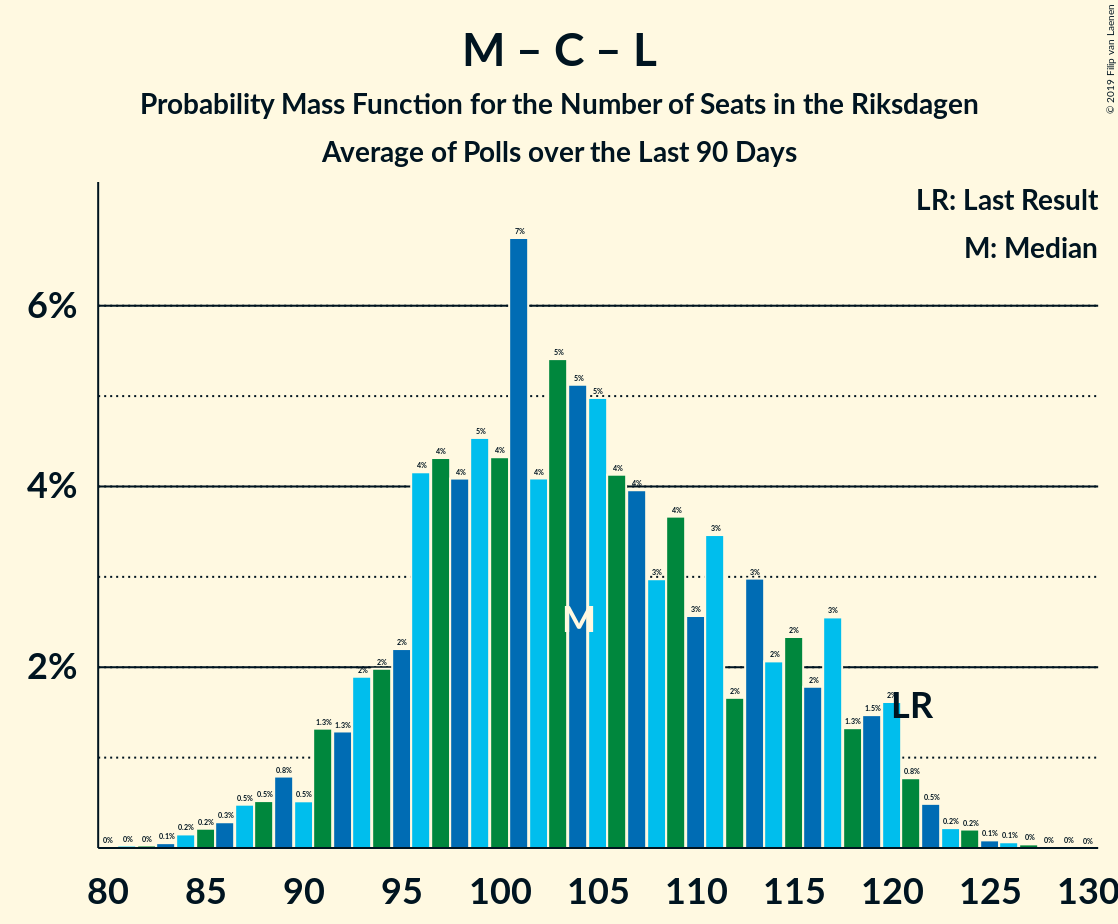 © 2019 Filip van Laenen
M – C – L
Probability Mass Function for the Number of Seats in the Riksdagen
Average of Polls over the Last 90 Days
LR: Last Result
M: Median
6%
4%
2%
0% 0% 0% 0.1% 0.2% 0.2% 0.3% 0.5% 0.5% 0.8% 0.5% 1.3% 1.3% 2% 2% 2% 4% 4% 4% 5% 4% 7% 4% 5% 5% 5% 4% 4% 3% 4% 3% 3% 2% 3% 2% 2% 2% 3% 1.3% 1.5% 2% 0.8% 0.5% 0.2% 0.2% 0.1% 0.1% 0% 0% 0% 0%
M
LR
80 85 90 95 100 105 110 115 120 125 130